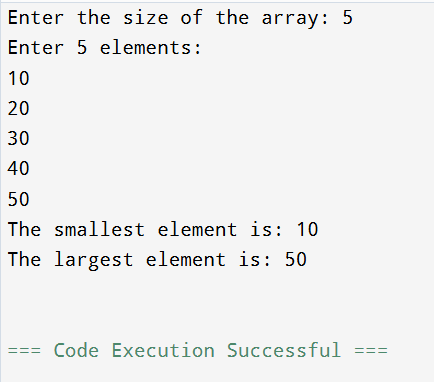 Enter the size of the array: 5
Enter 5 elements:
10
20
30
40
50
The smallest element is: 10
The largest element is: 50
=== Code Execution Successful ===